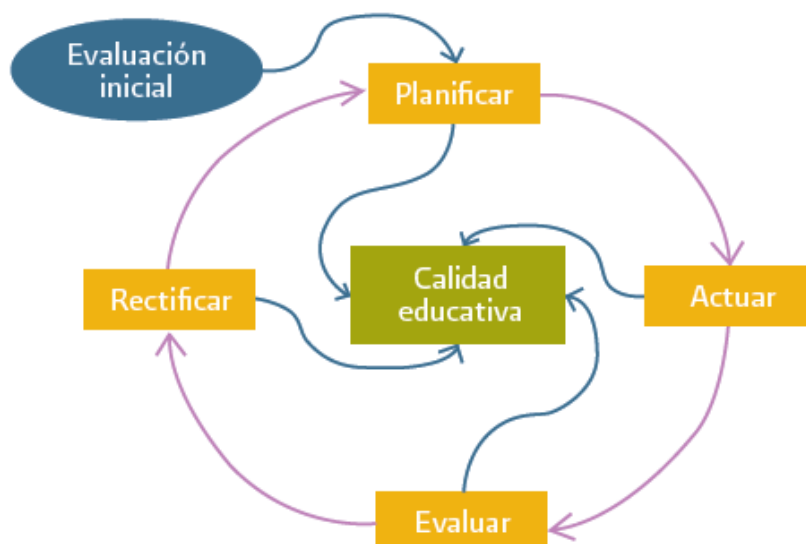 Evaluación
inicial
Planificar
Calidad
educativa
Rectificar
Actuar
Evaluar